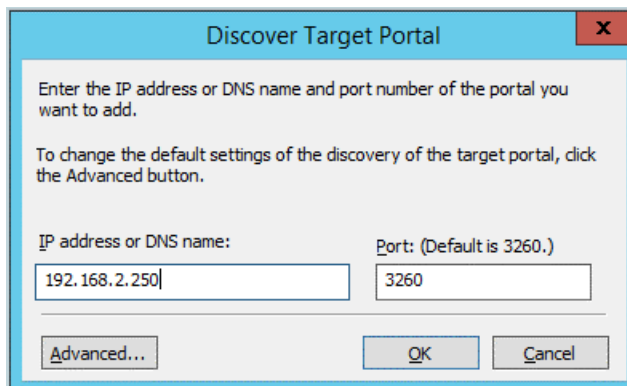 Discover Target Portal
x
Enter the IP address or DNS name and port number of the portal you
want to add.
To change the default settings of the discovery of the target portal, click
the Advanced button.
IP address or DNS name:
Port: (Default is 3260.)
192.168.2.250
3260
Advanced...
OK
Cancel